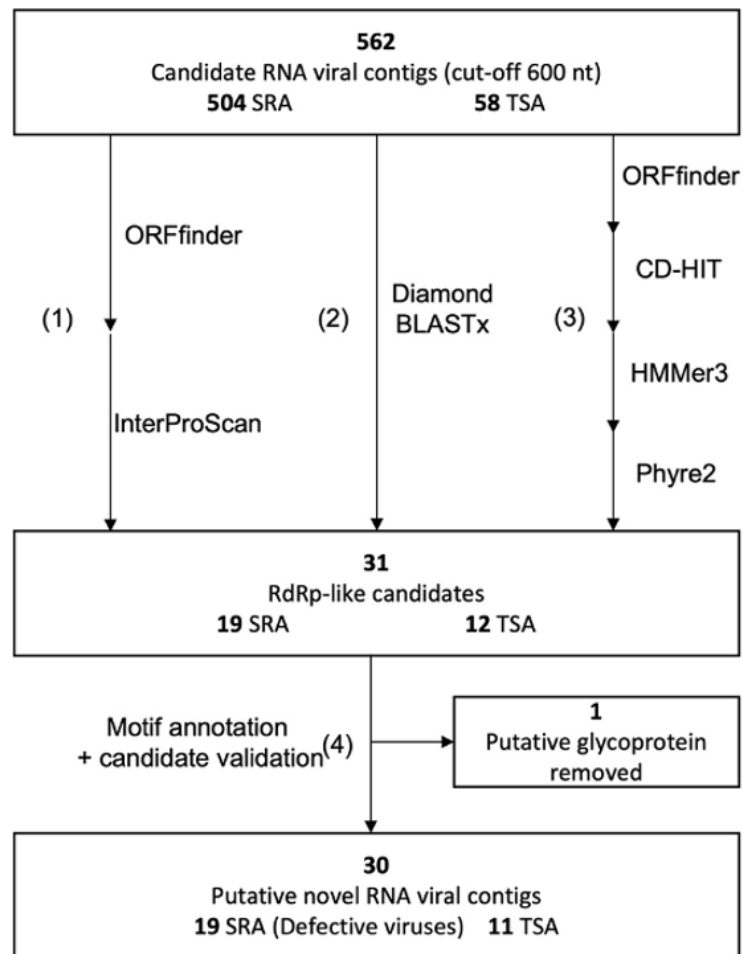 562
Candidate RNA viral contigs (cut-off 600 nt)
504 SRA 58 TSA
ORFfinder
ORFfinder
CD-HIT
(1)
(2)
Diamond
BLASTx
(3)
HMMer3
InterProScan
Phyre2
31
RdRp-like candidates
19 SRA 12 TSA
Motif annotation
+ candidate validation
(4)
1
Putative glycoprotein
removed
30
Putative novel RNA viral contigs
19 SRA (Defective viruses) 11 TSA